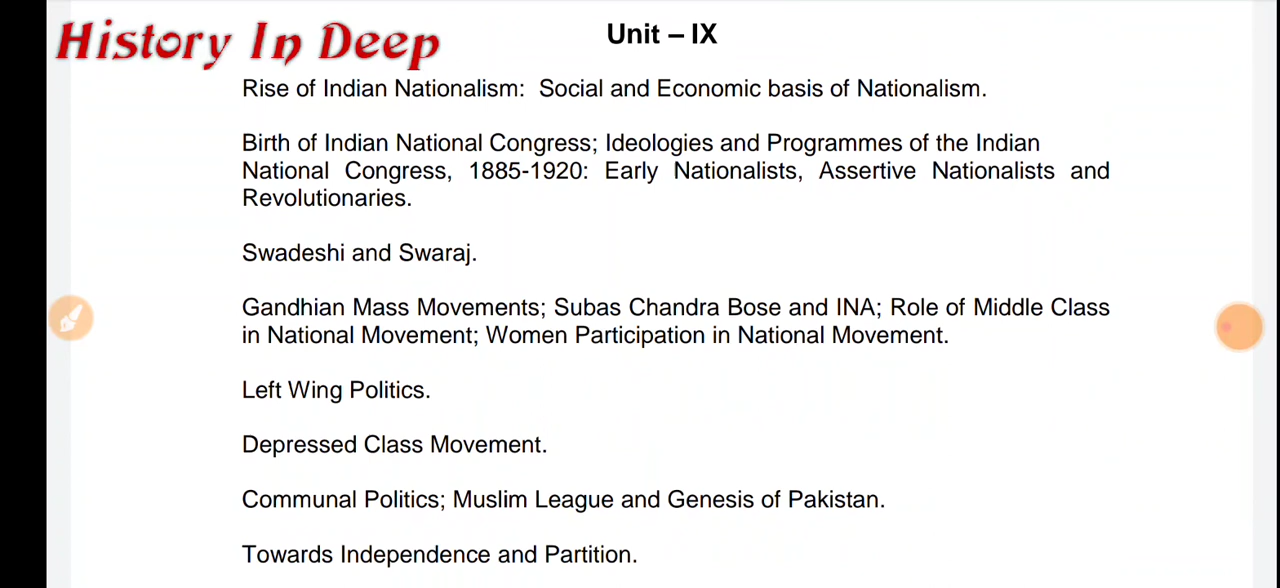 History In Deep
Unit – IX
Rise of Indian Nationalism: Social and Economic basis of Nationalism.
Birth of Indian National Congress; Ideologies and Programmes of the Indian
National Congress, 1885-1920: Early Nationalists, Assertive Nationalists and
Revolutionaries.
Swadeshi and Swaraj.
Gandhian Mass Movements; Subas Chandra Bose and INA; Role of Middle Class
in National Movement; Women Participation in National Movement.
Left Wing Politics.
Depressed Class Movement.
Communal Politics; Muslim League and Genesis of Pakistan.
Towards Independence and Partition.